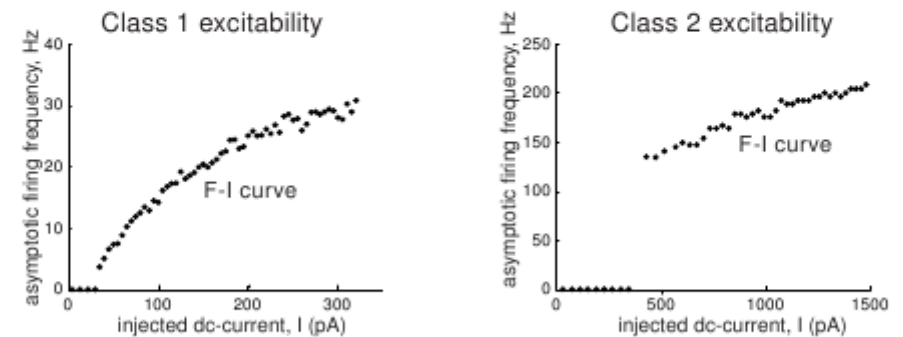 Class 1 excitability
asymptotic firing frequency, Hz
40
30
20
10
0
F-I curve
0 100 200 300
injected dc-current, I (pA)
Class 2 excitability
asymptotic firing frequency, Hz
250
200
150
100
50
0
F-I curve
0 500 1000 1500
injected dc-current, I (pA)